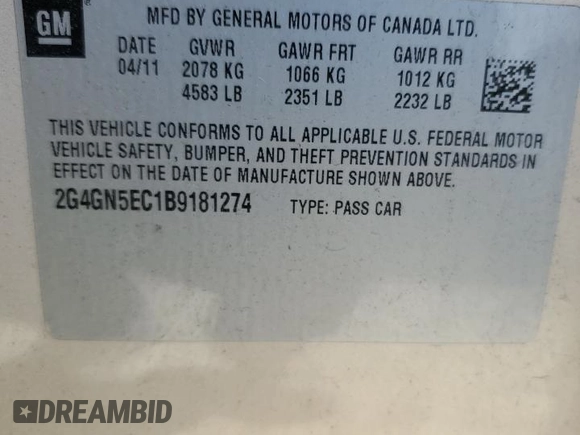 GM
MFD BY GENERAL MOTORS OF CANADA LTD.
DATE GVWR GAWR FRT GAWR RR
04/11 2078 KG 1066 KG 1012 KG
4583 LB 2351 LB 2232 LB
THIS VEHICLE CONFORMS TO ALL APPLICABLE U.S. FEDERAL MOTOR
VEHICLE SAFETY, BUMPER, AND THEFT PREVENTION STANDARDS IN
EFFECT ON THE DATE OF MANUFACTURE SHOWN ABOVE.
2G4GN5EC1B9181274 TYPE: PASS CAR
DREAMBID